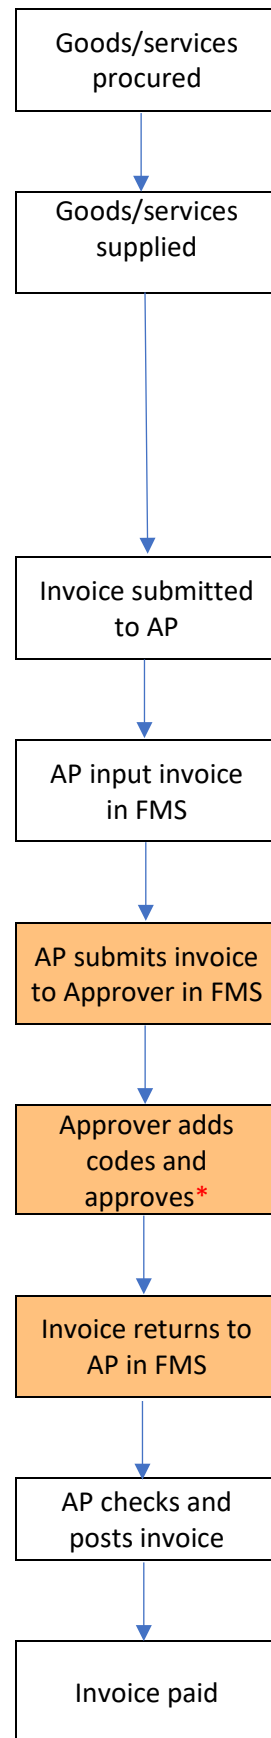 Goods/services
procured
Goods/services
supplied
Invoice submitted
to AP
AP input invoice
in FMS
AP submits invoice
to Approver in FMS
Approver adds
codes and
approves*
Invoice returns to
AP in FMS
AP checks and
posts invoice
Invoice paid